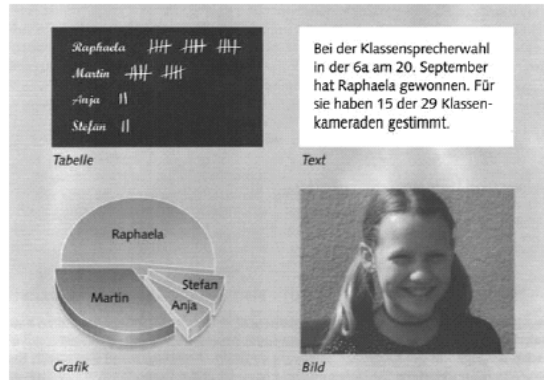 Raphaela 𝍸 𝍸 𝍸
Martin 𝍸 𝍸
Anja ||
Stefan ||
Tabelle
Bei der Klassensprecherwahl
in der 6a am 20. September
hat Raphaela gewonnen. Für
sie haben 15 der 29 Klassen-
kameraden gestimmt.
Text
Raphaela
Stefan
Anja
Martin
Grafik
Bild